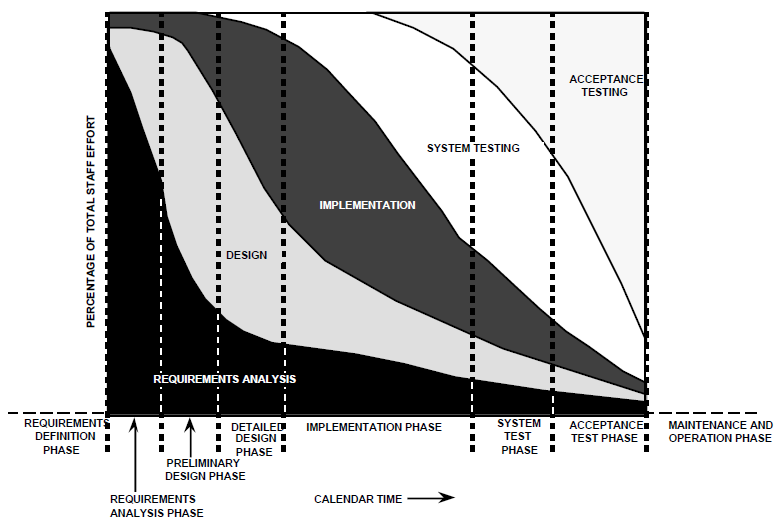 PERCENTAGE OF TOTAL STAFF EFFORT
ACCEPTANCE
TESTING
SYSTEM TESTING
IMPLEMENTATION
DESIGN
REQUIREMENTS ANALYSIS
REQUIREMENTS
DEFINITION
PHASE
REQUIREMENTS
ANALYSIS PHASE
PRELIMINARY
DESIGN PHASE
DETAILED
DESIGN
PHASE
IMPLEMENTATION PHASE
SYSTEM
TEST
PHASE
ACCEPTANCE
TEST PHASE
MAINTENANCE AND
OPERATION PHASE
CALENDAR TIME